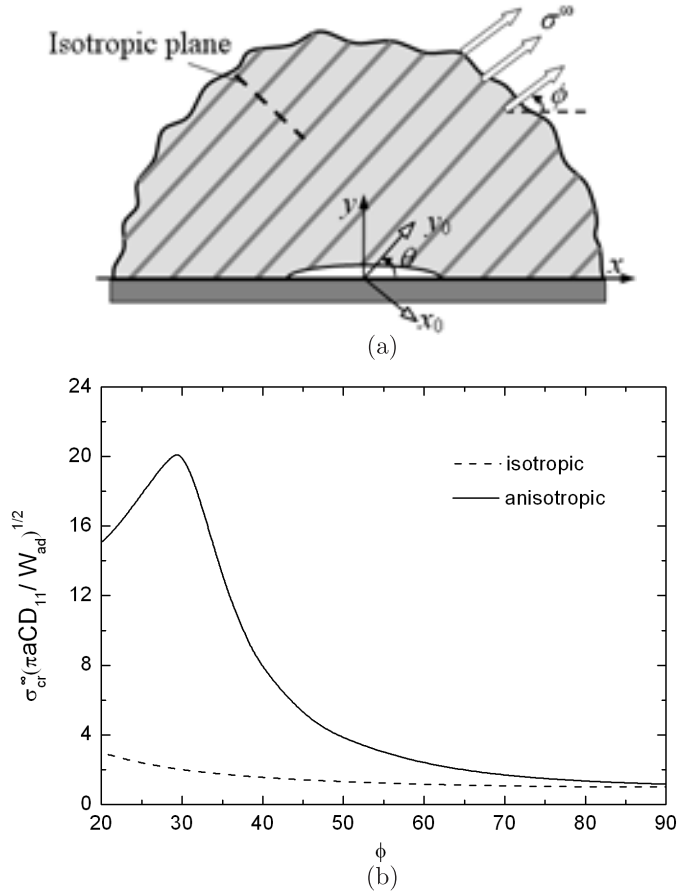 σ∞
Isotropic plane
ϕ
y
y₀
θ
x
x₀
(a)
24
20
16
12
8
4
0
σ∞cr(πaCD₁₁/ W_ad)^1/2
isotropic
anisotropic
20 30 40 50 60 70 80 90
ϕ
(b)